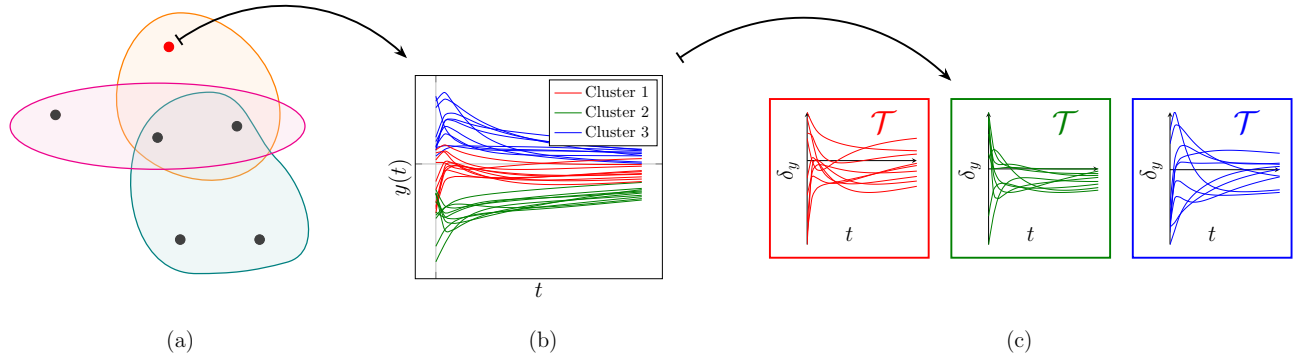 Cluster 1
Cluster 2
Cluster 3
y(t)
t
(a)
(b)
𝒯
δ_y
t
𝒯
δ_y
t
𝒯
δ_y
t
(c)